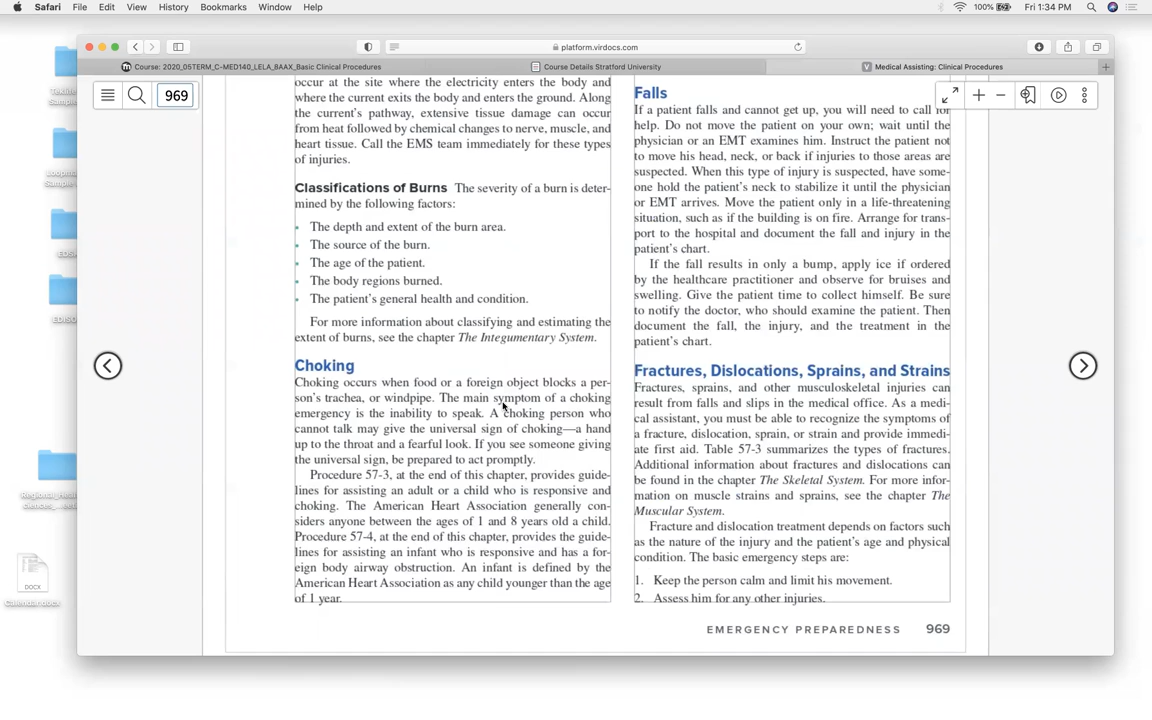 Safari File Edit View History Bookmarks Window Help
100% Fri 1:34 PM
platform.virdocs.com
Course: 2020_05TERM_C-MED140_LELA_8AAX_Basic Clinical Procedures
Course Details Stratford University
Medical Assisting: Clinical Procedures
969
occur at the site where the electricity enters the body and
where the current exits the body and enters the ground. Along
the current's pathway, extensive tissue damage can occur
from heat followed by chemical changes to nerve, muscle, and
heart tissue. Call the EMS team immediately for these types
of injuries.
Classifications of Burns The severity of a burn is deter-
mined by the following factors:
• The depth and extent of the burn area.
• The source of the burn.
• The age of the patient.
• The body regions burned.
• The patient's general health and condition.
For more information about classifying and estimating the
extent of burns, see the chapter The Integumentary System.
Choking
Choking occurs when food or a foreign object blocks a per-
son's trachea, or windpipe. The main symptom of a choking
emergency is the inability to speak. A choking person who
cannot talk may give the universal sign of choking—a hand
up to the throat and a fearful look. If you see someone giving
the universal sign, be prepared to act promptly.
Procedure 57-3, at the end of this chapter, provides guide-
lines for assisting an adult or a child who is responsive and
choking. The American Heart Association generally con-
siders anyone between the ages of 1 and 8 years old a child.
Procedure 57-4, at the end of this chapter, provides the guide-
lines for assisting an infant who is responsive and has a for-
eign body airway obstruction. An infant is defined by the
American Heart Association as any child younger than the age
of 1 year.
Falls
If a patient falls and cannot get up, you will need to call for
help. Do not move the patient on your own; wait until the
physician or an EMT examines him. Instruct the patient not
to move his head, neck, or back if injuries to those areas are
suspected. When this type of injury is suspected, have some-
one hold the patient's neck to stabilize it until the physician
or EMT arrives. Move the patient only in a life-threatening
situation, such as if the building is on fire. Arrange for trans-
port to the hospital and document the fall and injury in the
patient's chart.
If the fall results in only a bump, apply ice if ordered
by the healthcare practitioner and observe for bruises and
swelling. Give the patient time to collect himself. Be sure
to notify the doctor, who should examine the patient. Then
document the fall, the injury, and the treatment in the
patient's chart.
Fractures, Dislocations, Sprains, and Strains
Fractures, sprains, and other musculoskeletal injuries can
result from falls and slips in the medical office. As a medi-
cal assistant, you must be able to recognize the symptoms of
a fracture, dislocation, sprain, or strain and provide immedi-
ate first aid. Table 57-3 summarizes the types of fractures.
Additional information about fractures and dislocations can
be found in the chapter The Skeletal System. For more infor-
mation on muscle strains and sprains, see the chapter The
Muscular System.
Fracture and dislocation treatment depends on factors such
as the nature of the injury and the patient's age and physical
condition. The basic emergency steps are:
1. Keep the person calm and limit his movement.
2. Assess him for any other injuries.
EMERGENCY PREPAREDNESS 969
DOCX
Calendar.docx